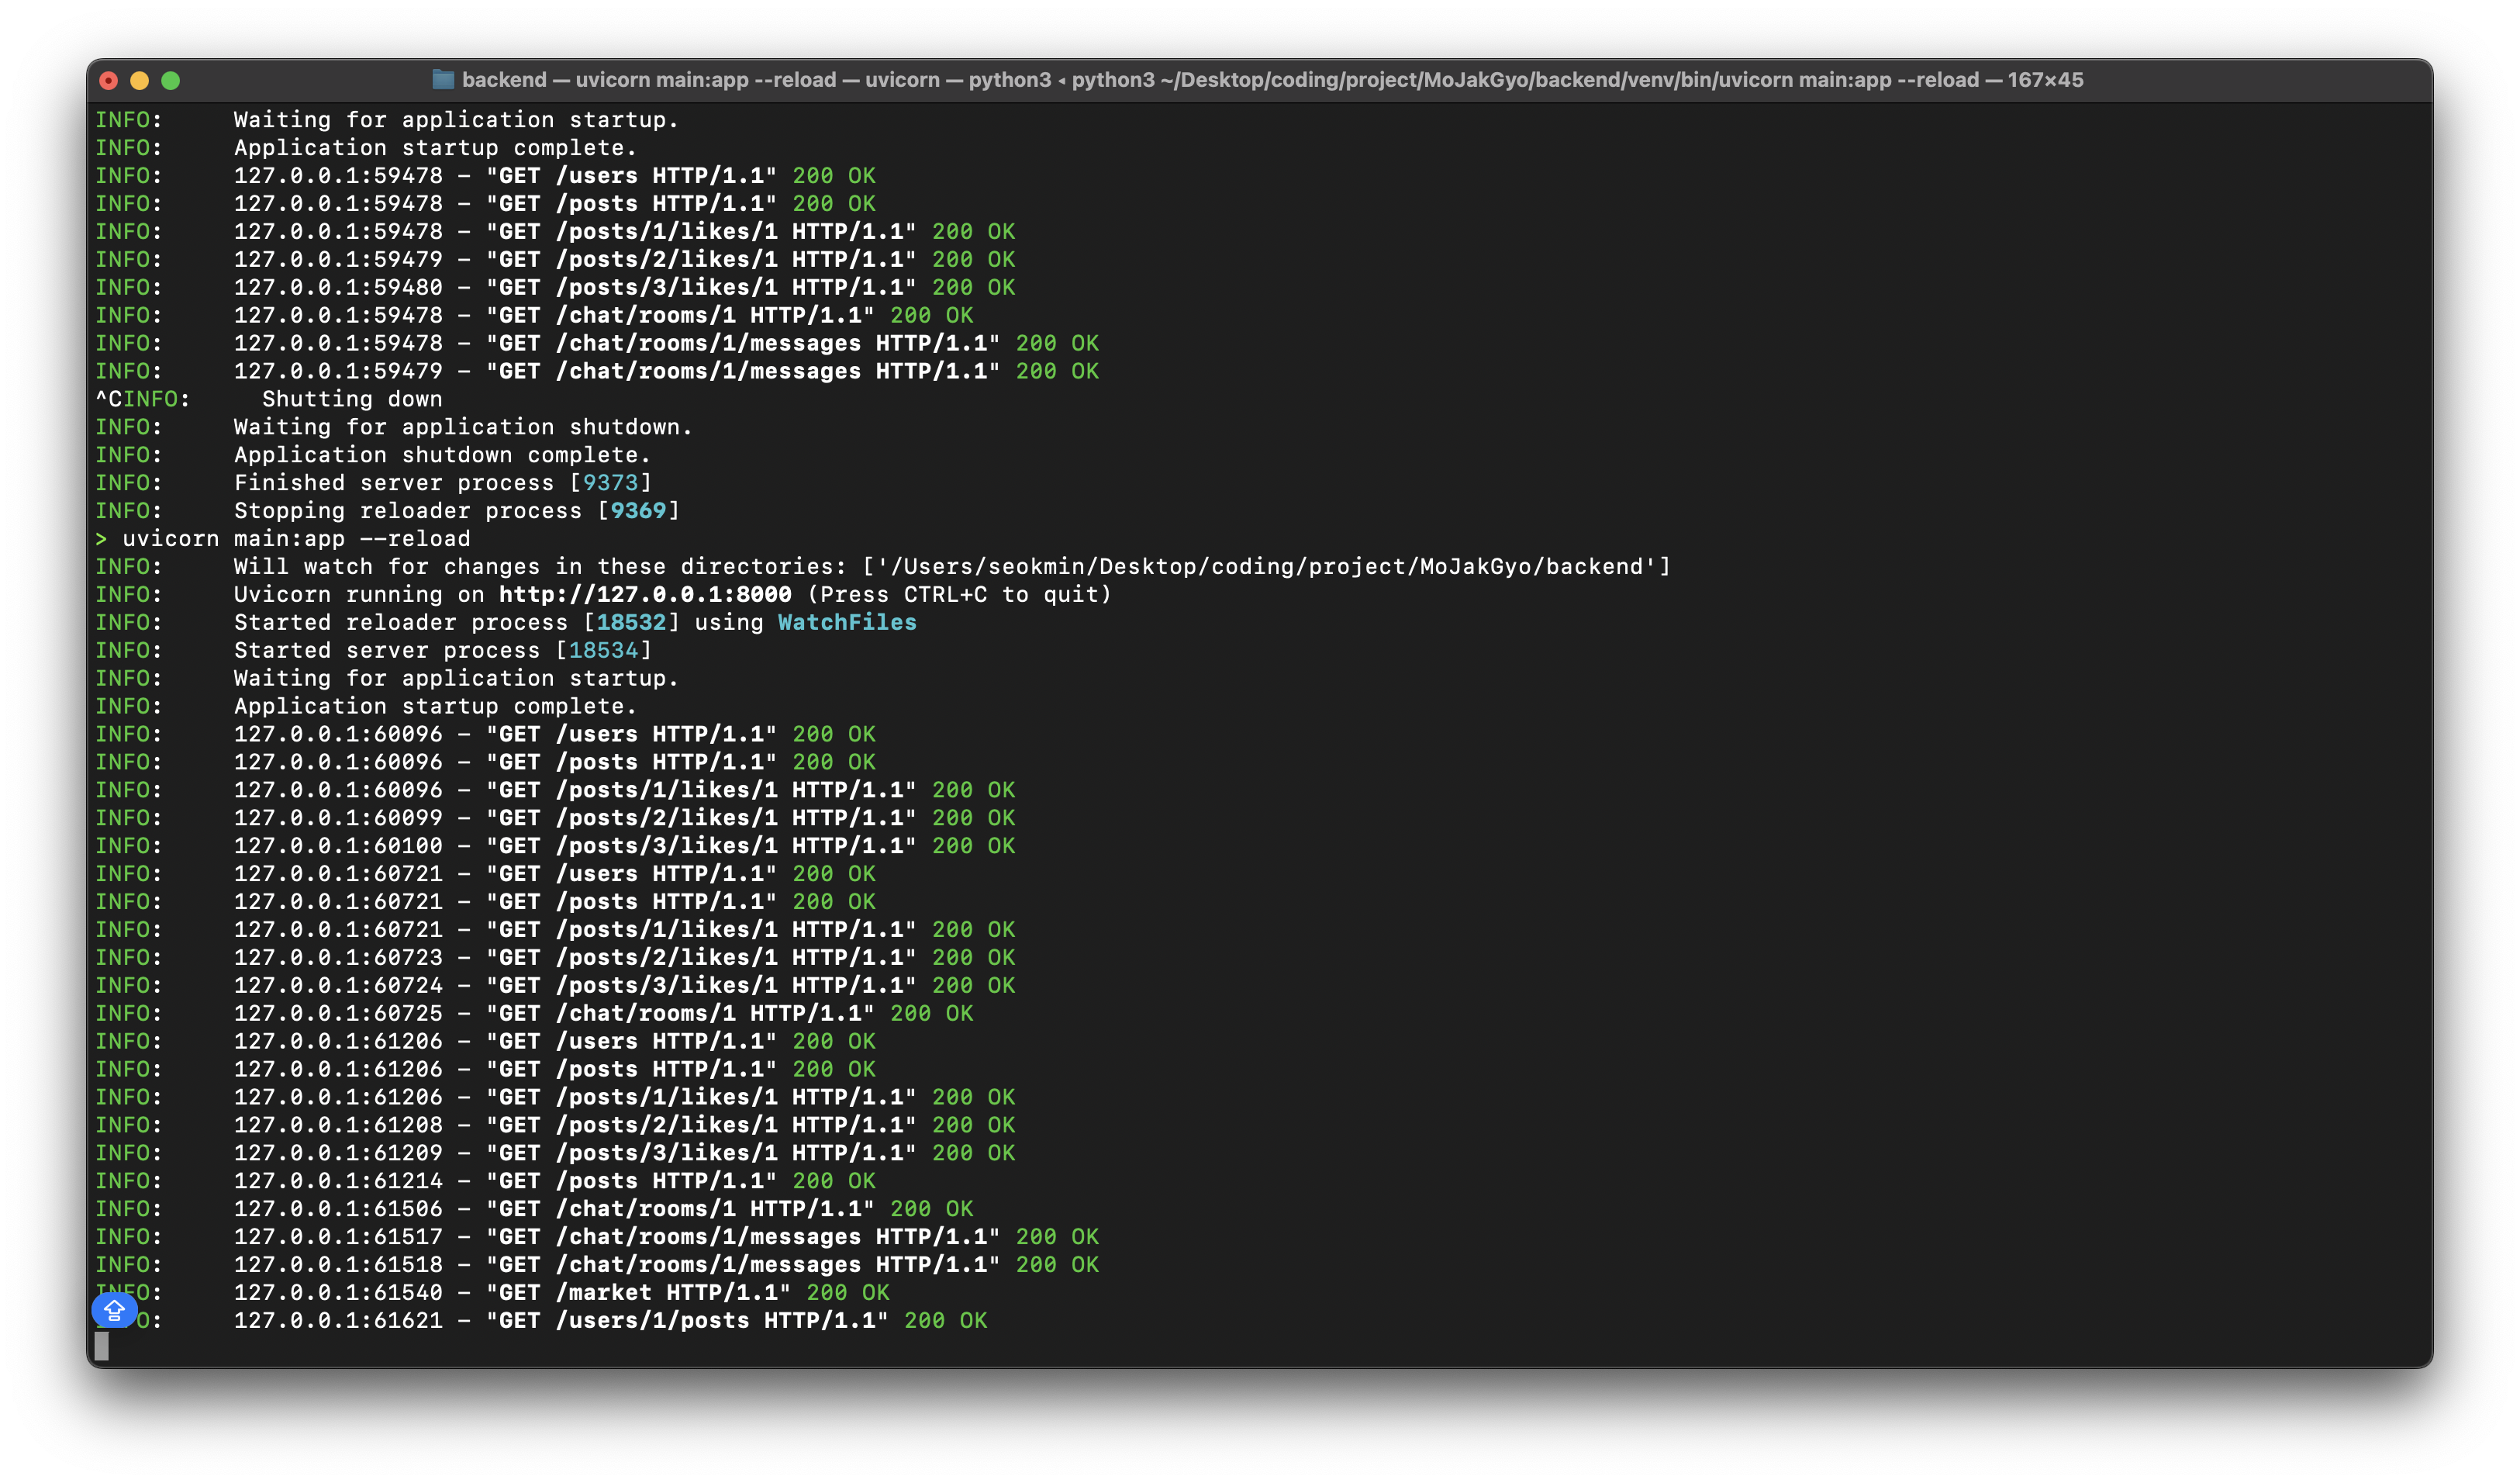 backend — uvicorn main:app --reload — uvicorn — python3 ◂ python3 ~/Desktop/coding/project/MoJakGyo/backend/venv/bin/uvicorn main:app --reload — 167×45
INFO:     Waiting for application startup.
INFO:     Application startup complete.
INFO:     127.0.0.1:59478 - "GET /users HTTP/1.1" 200 OK
INFO:     127.0.0.1:59478 - "GET /posts HTTP/1.1" 200 OK
INFO:     127.0.0.1:59478 - "GET /posts/1/likes/1 HTTP/1.1" 200 OK
INFO:     127.0.0.1:59479 - "GET /posts/2/likes/1 HTTP/1.1" 200 OK
INFO:     127.0.0.1:59480 - "GET /posts/3/likes/1 HTTP/1.1" 200 OK
INFO:     127.0.0.1:59478 - "GET /chat/rooms/1 HTTP/1.1" 200 OK
INFO:     127.0.0.1:59478 - "GET /chat/rooms/1/messages HTTP/1.1" 200 OK
INFO:     127.0.0.1:59479 - "GET /chat/rooms/1/messages HTTP/1.1" 200 OK
^CINFO:     Shutting down
INFO:     Waiting for application shutdown.
INFO:     Application shutdown complete.
INFO:     Finished server process [9373]
INFO:     Stopping reloader process [9369]
> uvicorn main:app --reload
INFO:     Will watch for changes in these directories: ['/Users/seokmin/Desktop/coding/project/MoJakGyo/backend']
INFO:     Uvicorn running on http://127.0.0.1:8000 (Press CTRL+C to quit)
INFO:     Started reloader process [18532] using WatchFiles
INFO:     Started server process [18534]
INFO:     Waiting for application startup.
INFO:     Application startup complete.
INFO:     127.0.0.1:60096 - "GET /users HTTP/1.1" 200 OK
INFO:     127.0.0.1:60096 - "GET /posts HTTP/1.1" 200 OK
INFO:     127.0.0.1:60096 - "GET /posts/1/likes/1 HTTP/1.1" 200 OK
INFO:     127.0.0.1:60099 - "GET /posts/2/likes/1 HTTP/1.1" 200 OK
INFO:     127.0.0.1:60100 - "GET /posts/3/likes/1 HTTP/1.1" 200 OK
INFO:     127.0.0.1:60721 - "GET /users HTTP/1.1" 200 OK
INFO:     127.0.0.1:60721 - "GET /posts HTTP/1.1" 200 OK
INFO:     127.0.0.1:60721 - "GET /posts/1/likes/1 HTTP/1.1" 200 OK
INFO:     127.0.0.1:60723 - "GET /posts/2/likes/1 HTTP/1.1" 200 OK
INFO:     127.0.0.1:60724 - "GET /posts/3/likes/1 HTTP/1.1" 200 OK
INFO:     127.0.0.1:60725 - "GET /chat/rooms/1 HTTP/1.1" 200 OK
INFO:     127.0.0.1:61206 - "GET /users HTTP/1.1" 200 OK
INFO:     127.0.0.1:61206 - "GET /posts HTTP/1.1" 200 OK
INFO:     127.0.0.1:61206 - "GET /posts/1/likes/1 HTTP/1.1" 200 OK
INFO:     127.0.0.1:61208 - "GET /posts/2/likes/1 HTTP/1.1" 200 OK
INFO:     127.0.0.1:61209 - "GET /posts/3/likes/1 HTTP/1.1" 200 OK
INFO:     127.0.0.1:61214 - "GET /posts HTTP/1.1" 200 OK
INFO:     127.0.0.1:61506 - "GET /chat/rooms/1 HTTP/1.1" 200 OK
INFO:     127.0.0.1:61517 - "GET /chat/rooms/1/messages HTTP/1.1" 200 OK
INFO:     127.0.0.1:61518 - "GET /chat/rooms/1/messages HTTP/1.1" 200 OK
INFO:     127.0.0.1:61540 - "GET /market HTTP/1.1" 200 OK
INFO:     127.0.0.1:61621 - "GET /users/1/posts HTTP/1.1" 200 OK